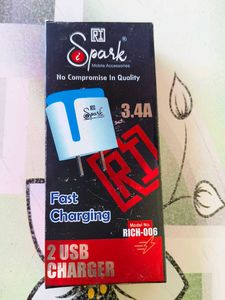 RI
Spark®
Mobile Accessories
No Compromise In Quality
3.4A
RI
Spark
RI
Fast
Charging
Model No.
RICH-006
2 USB
CHARGER